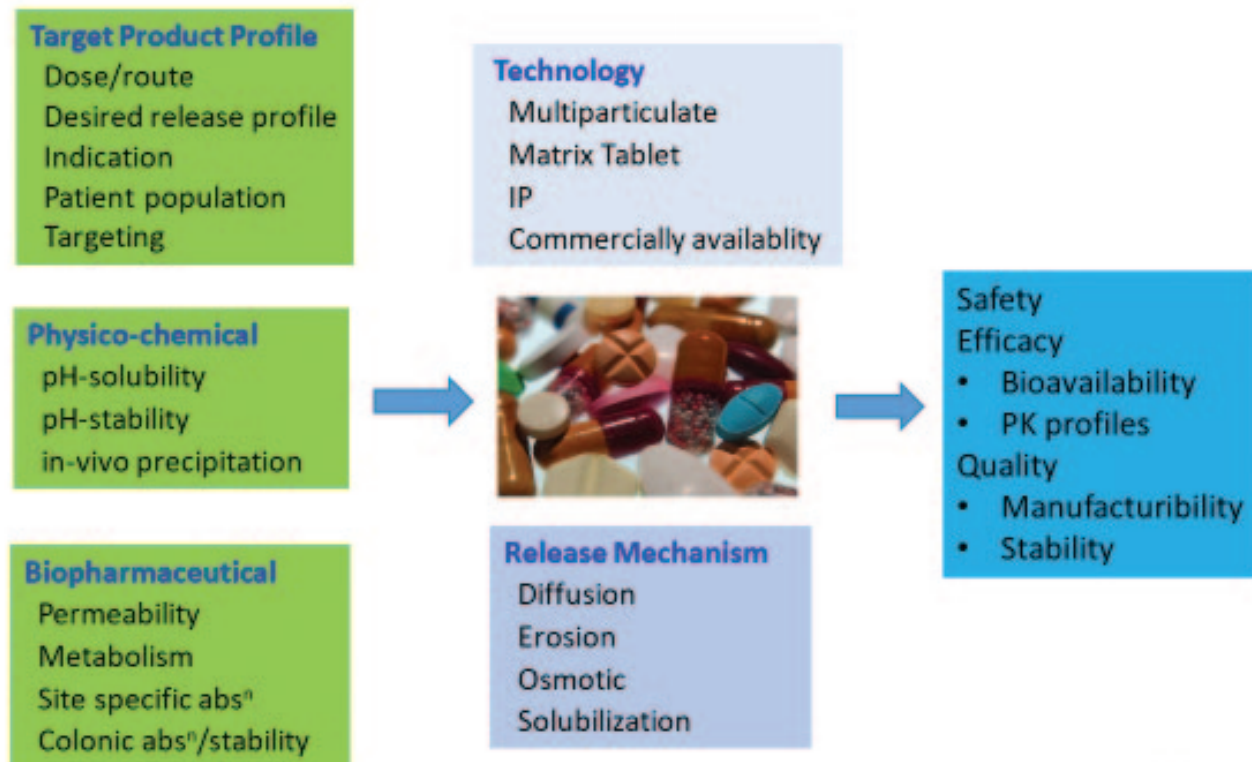 Target Product Profile
Dose/route
Desired release profile
Indication
Patient population
Targeting
Physico-chemical
pH-solubility
pH-stability
in-vivo precipitation
Biopharmaceutical
Permeability
Metabolism
Site specific absⁿ
Colonic absⁿ/stability
Technology
Multiparticulate
Matrix Tablet
IP
Commercially availablity
Release Mechanism
Diffusion
Erosion
Osmotic
Solubilization
Safety
Efficacy
• Bioavailability
• PK profiles
Quality
• Manufacturibility
• Stability